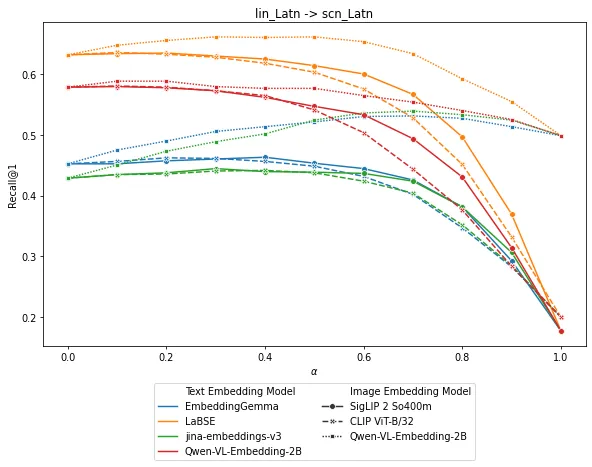 lin_Latn -> scn_Latn
Recall@1
0.6
0.5
0.4
0.3
0.2
0.0 0.2 0.4 0.6 0.8 1.0
α
Text Embedding Model Image Embedding Model
EmbeddingGemma SigLIP 2 So400m
LaBSE CLIP ViT-B/32
jina-embeddings-v3 Qwen-VL-Embedding-2B
Qwen-VL-Embedding-2B